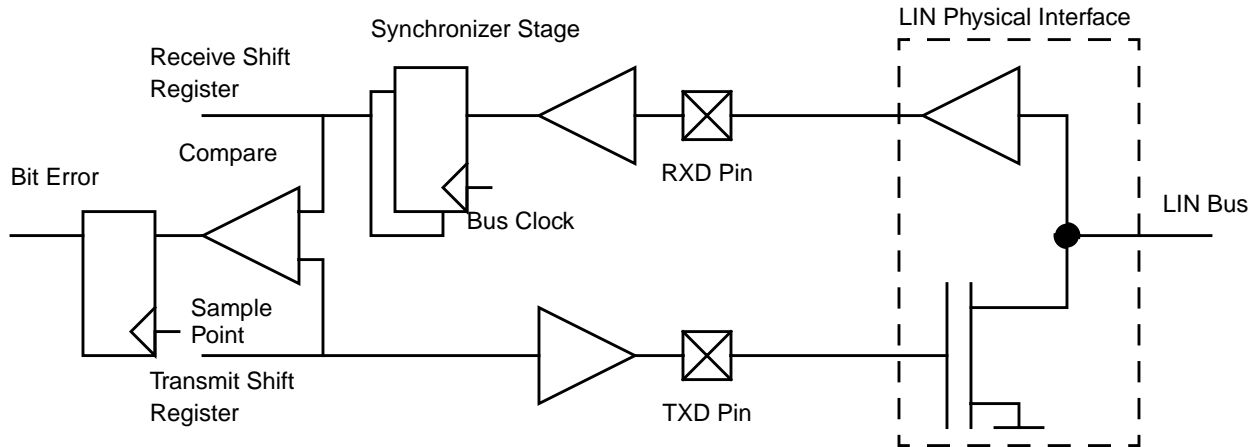 LIN Physical Interface
Synchronizer Stage
Receive Shift
Register
Compare
RXD Pin
Bit Error
Bus Clock
LIN Bus
Sample
Point
Transmit Shift
Register
TXD Pin